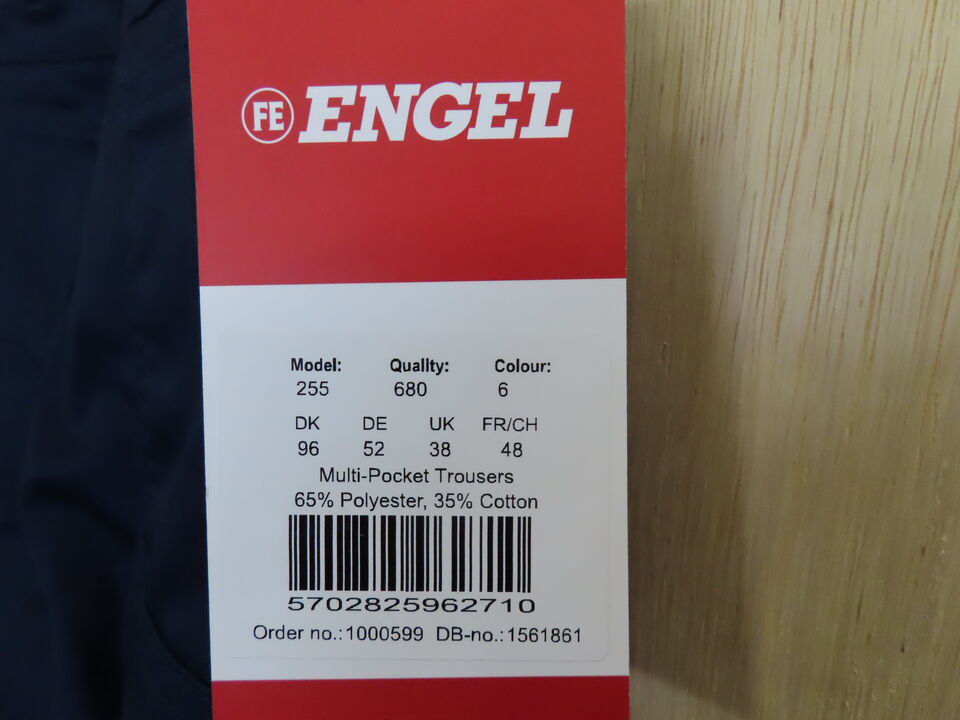 FE ENGEL
Model: Quality: Colour:
255 680 6
DK DE UK FR/CH
96 52 38 48
Multi-Pocket Trousers
65% Polyester, 35% Cotton
5702825962710
Order no.:1000599 DB-no.:1561861